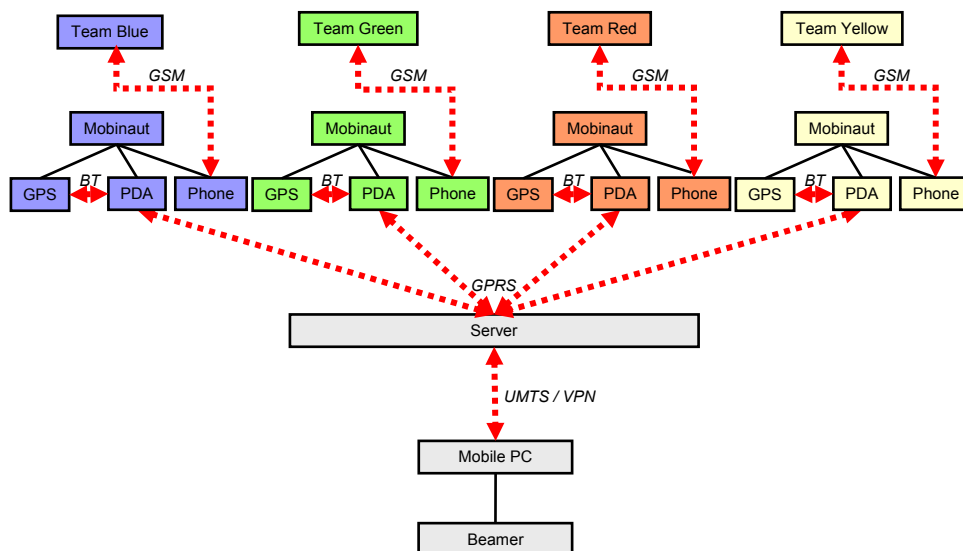 Team Blue Team Green Team Red Team Yellow
GSM GSM GSM GSM
Mobinaut Mobinaut Mobinaut Mobinaut
BT BT BT BT
GPS PDA Phone GPS PDA Phone GPS PDA Phone GPS PDA Phone
GPRS
Server
UMTS / VPN
Mobile PC
Beamer